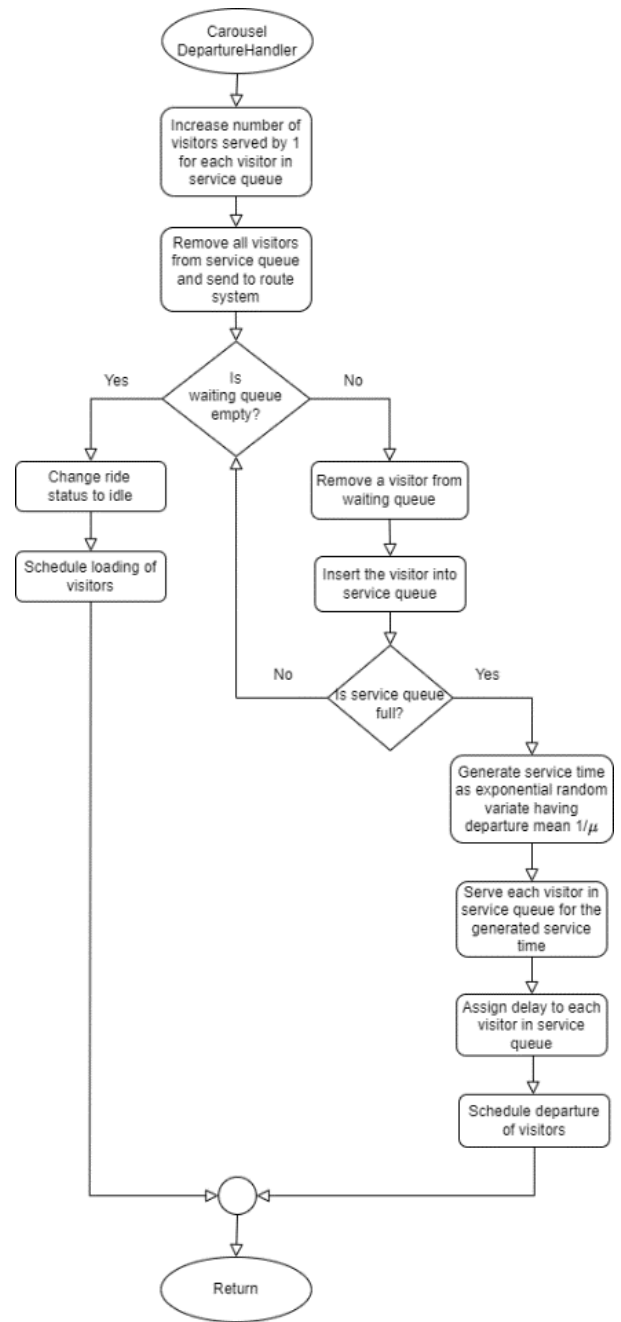 Carousel
DepartureHandler
Increase number of
visitors served by 1
for each visitor in
service queue
Remove all visitors
from service queue
and send to route
system
Yes
Is
waiting queue
empty?
No
Change ride
status to idle
Remove a visitor from
waiting queue
Schedule loading of
visitors
Insert the visitor into
service queue
No
Is service queue
full?
Yes
Generate service time
as exponential random
variate having
departure mean 1/μ
Serve each visitor in
service queue for the
generated service
time
Assign delay to each
visitor in service
queue
Schedule departure
of visitors
Return